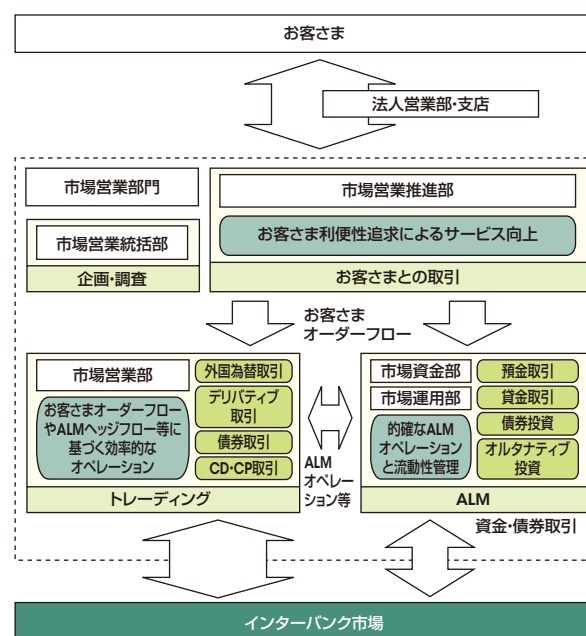 お客さま
法人営業部・支店
市場営業部門
市場営業統括部
企画・調査
市場営業推進部
お客さま利便性追求によるサービス向上
お客さまとの取引
お客さま
オーダーフロー
市場営業部
お客さまオーダーフロー
やALMヘッジフロー等に
基づく効率的な
オペレーション
外国為替取引
デリバティブ
取引
債券取引
CD・CP取引
トレーディング
ALM
オペレー
ション等
市場資金部
市場運用部
的確なALM
オペレーション
と流動性管理
預金取引
貸金取引
債券投資
オルタナティブ
投資
ALM
資金・債券取引
インターバンク市場